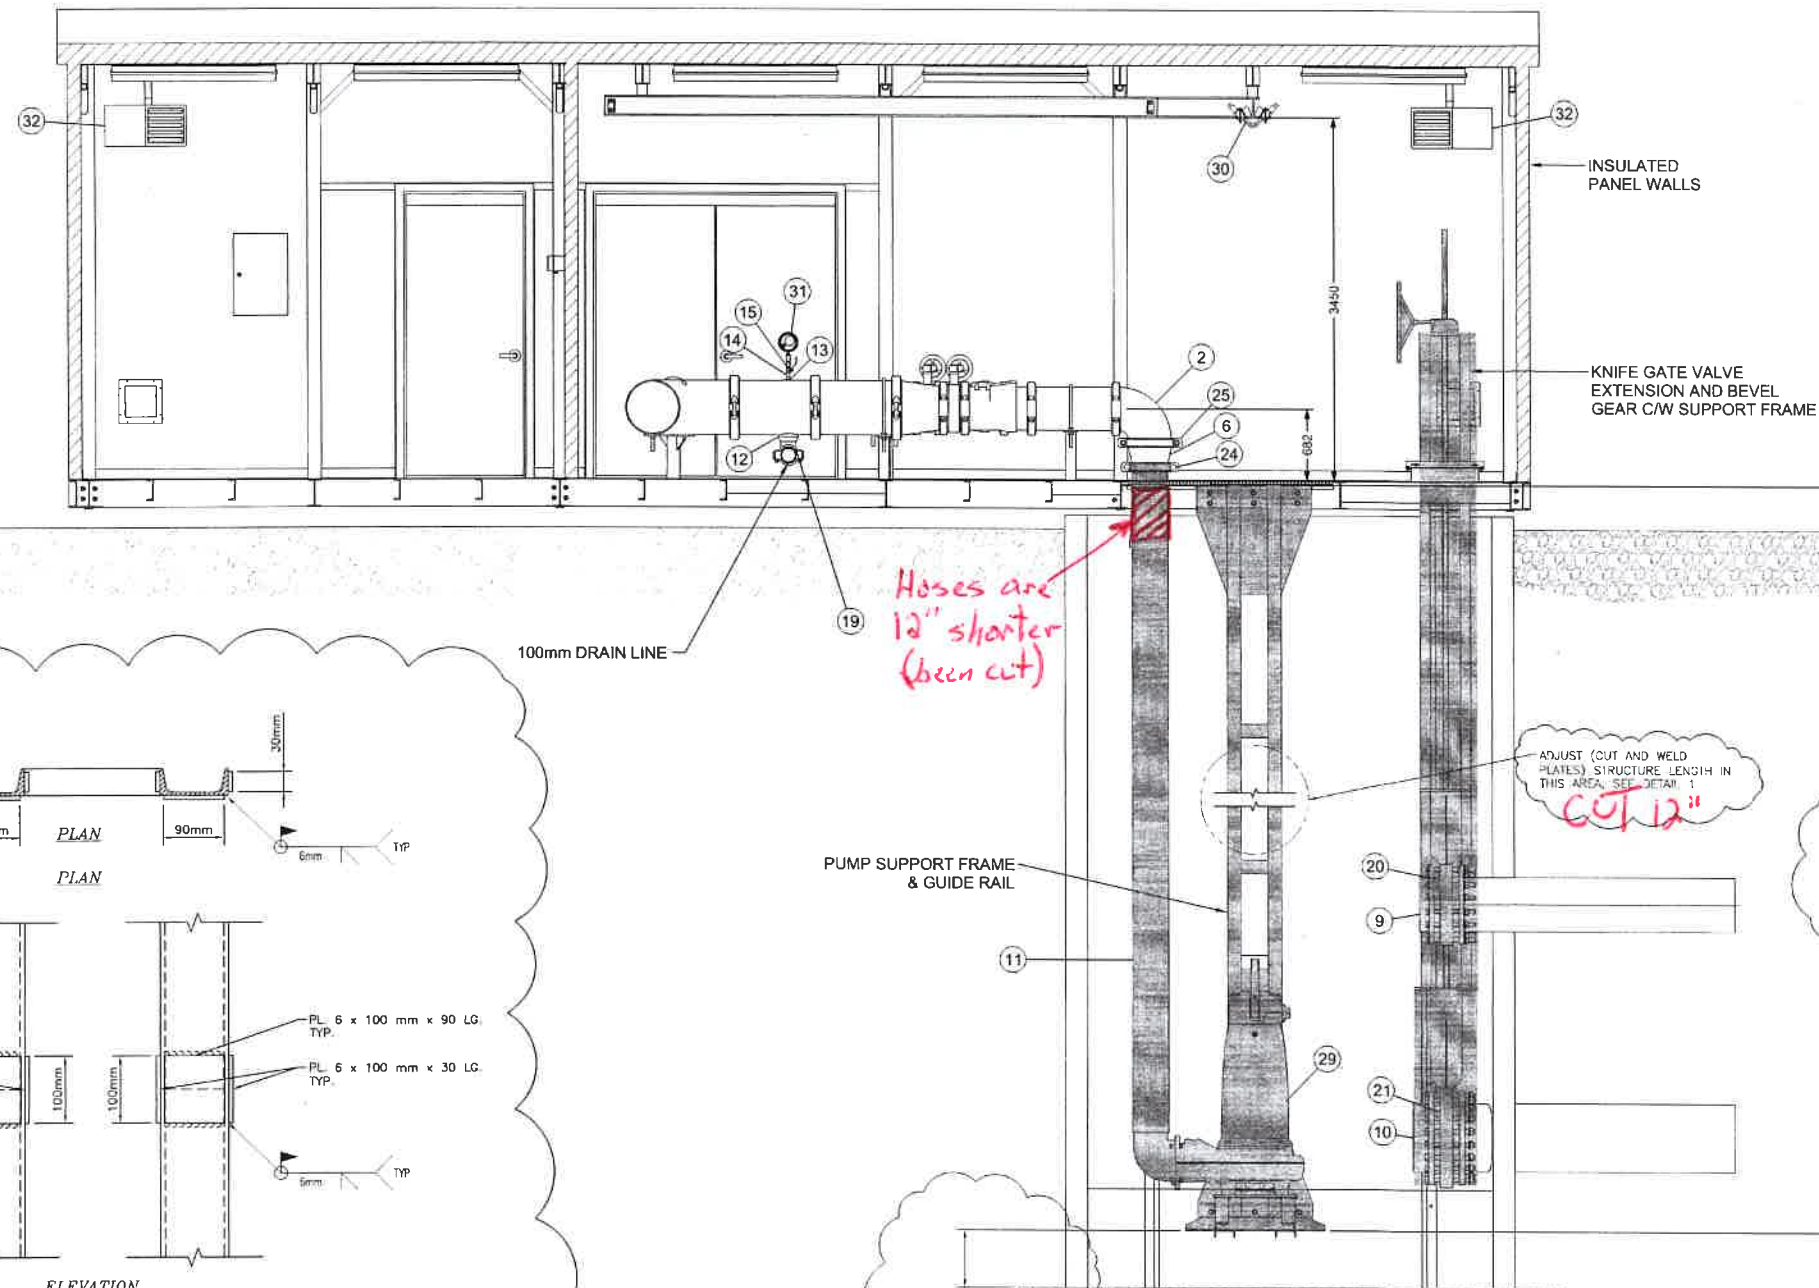 32
30
32
INSULATED
PANEL WALLS
3450
31
15
14
13
2
25
6
24
682
12
KNIFE GATE VALVE
EXTENSION AND BEVEL
GEAR C/W SUPPORT FRAME
19
100mm DRAIN LINE
Hoses are
12" shorter
(been cut)
30mm
PLAN
90mm
6mm
TYP
PLAN
ADJUST (CUT AND WELD
PLATES) STRUCTURE LENGTH IN
THIS AREA, SEE DETAIL 1
CUT 12"
PUMP SUPPORT FRAME
& GUIDE RAIL
20
9
11
PL. 6 x 100 mm x 90 LG.
TYP.
PL. 6 x 100 mm x 30 LG.
TYP.
100mm
100mm
29
21
10
6mm
TYP
ELEVATION